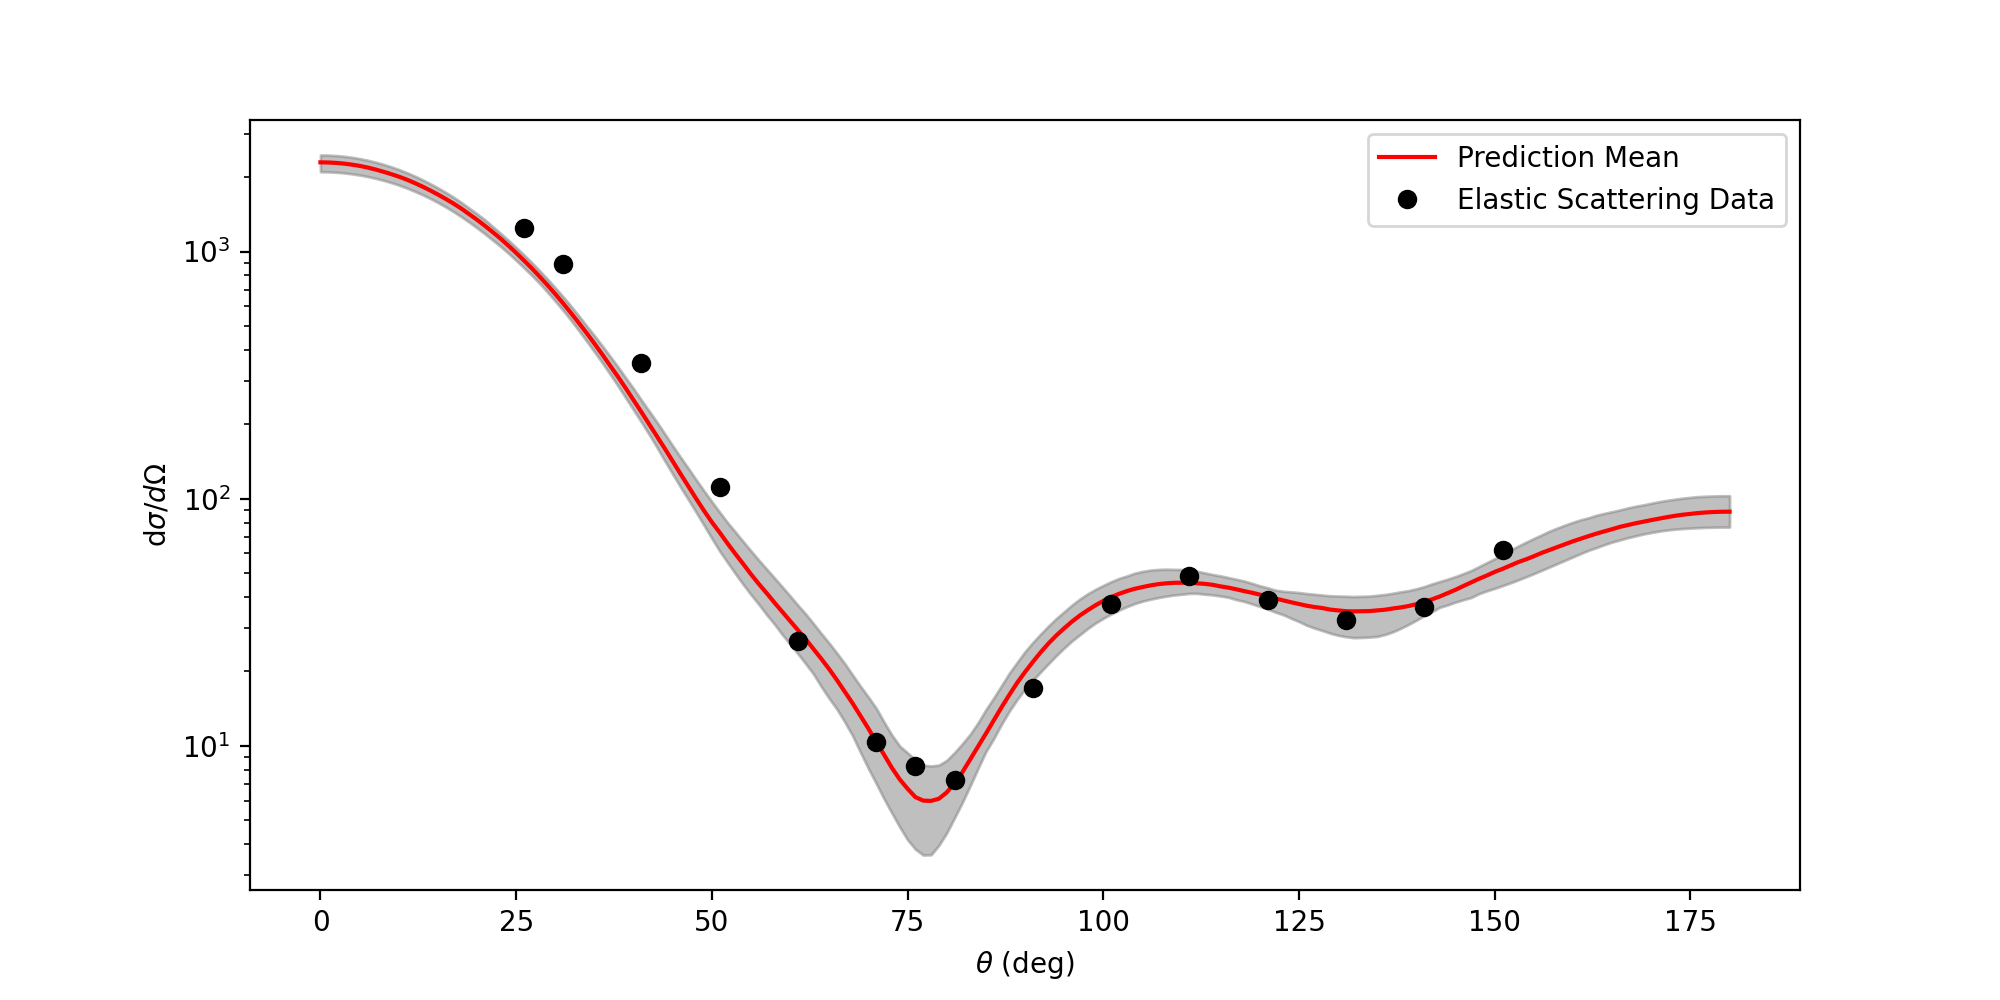 Prediction Mean
Elastic Scattering Data
10³
10²
10¹
dσ/dΩ
0 25 50 75 100 125 150 175
θ (deg)